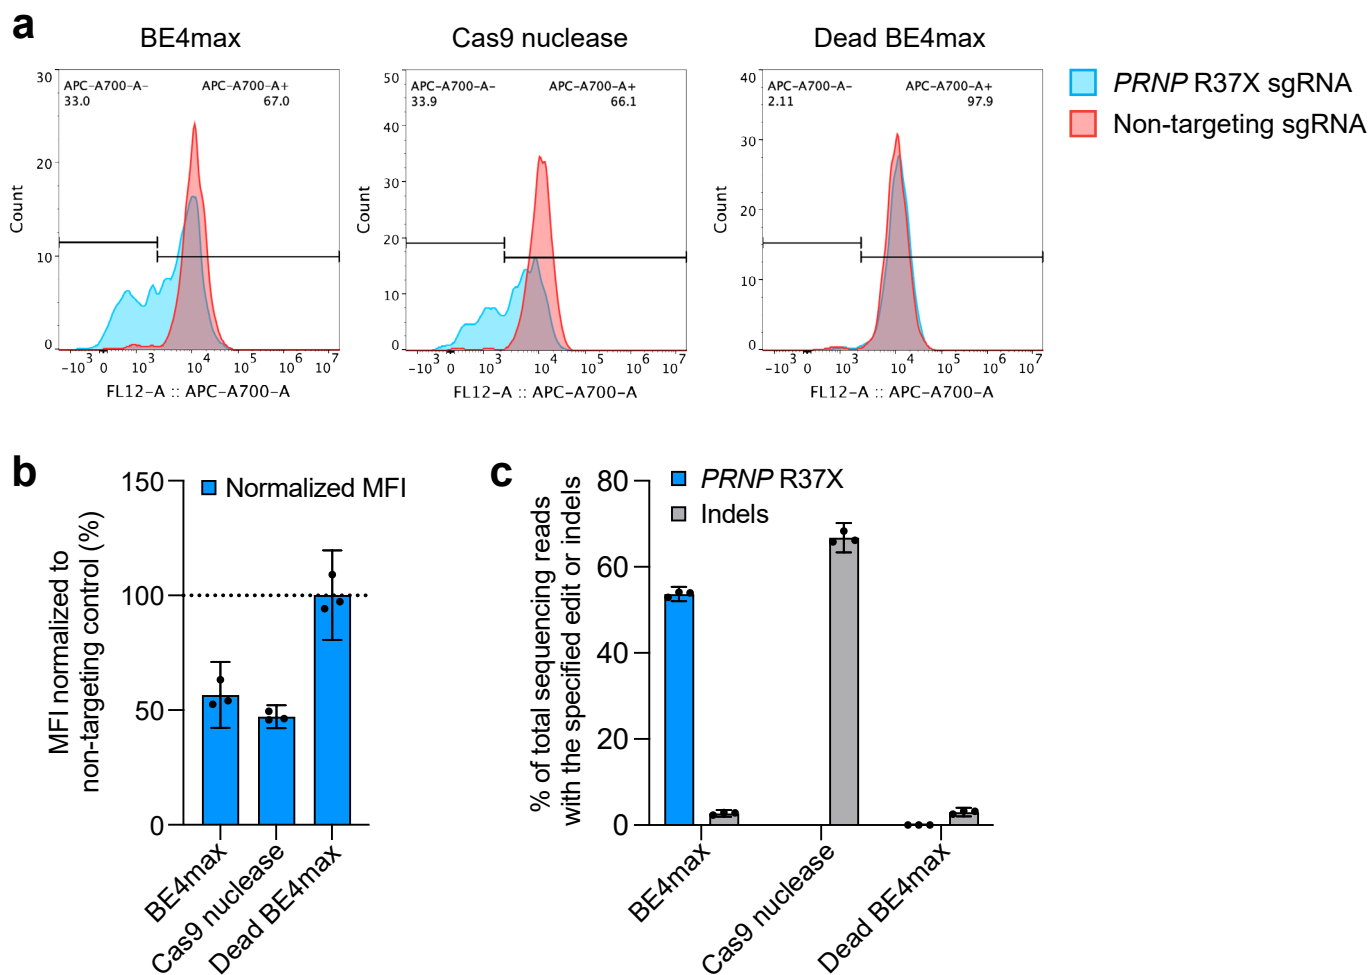 a
BE4max
Cas9 nuclease
Dead BE4max
PRNP R37X sgRNA
Non-targeting sgRNA
30
20
10
0
Count
APC-A700-A-
33.0
APC-A700-A+
67.0
-10^3 0 10^3 10^4 10^5 10^6 10^7
FL12-A :: APC-A700-A
50
40
30
20
10
0
Count
APC-A700-A-
33.9
APC-A700-A+
66.1
-10^3 0 10^3 10^4 10^5 10^6 10^7
FL12-A :: APC-A700-A
40
30
20
10
0
Count
APC-A700-A-
2.11
APC-A700-A+
97.9
-10^3 0 10^3 10^4 10^5 10^6 10^7
FL12-A :: APC-A700-A
b
MFI normalized to
non-targeting control (%)
150
100
50
0
Normalized MFI
BE4max
Cas9 nuclease
Dead BE4max
c
% of total sequencing reads
with the specified edit or indels
80
60
40
20
0
PRNP R37X
Indels
BE4max
Cas9 nuclease
Dead BE4max